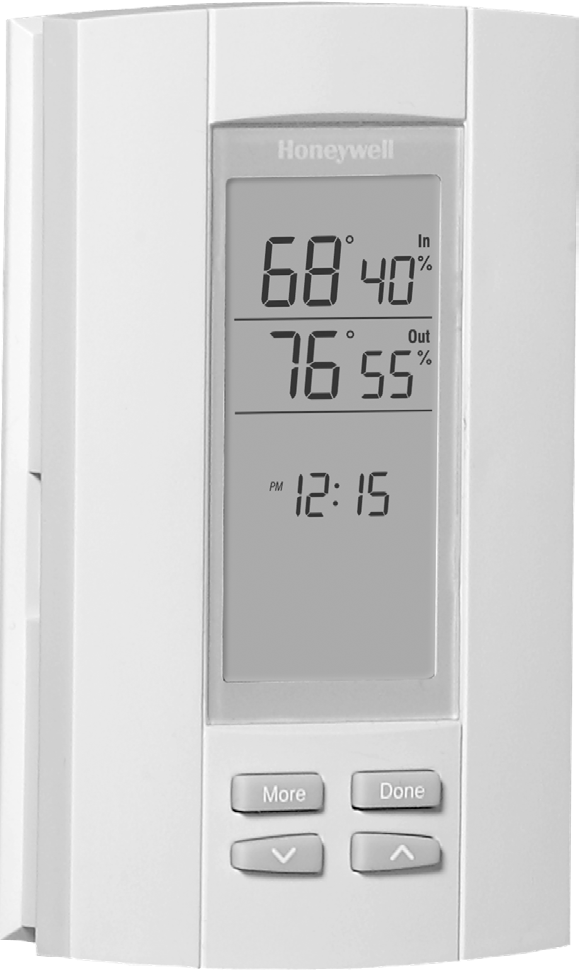 Honeywell
68° 40% In
76° 55% Out
PM 12:15
More Done